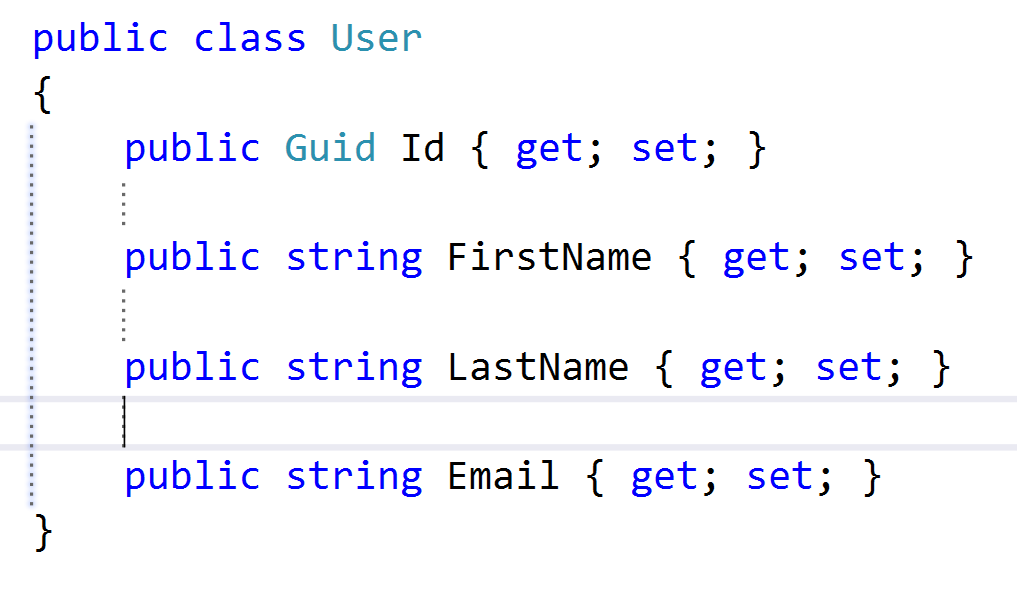 public class User
{
    public Guid Id { get; set; }
    public string FirstName { get; set; }
    public string LastName { get; set; }
    public string Email { get; set; }
}